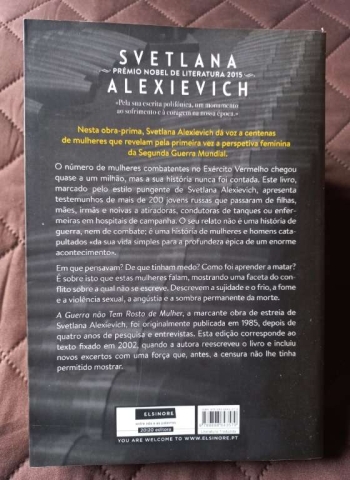 SVETLANA
PRÉMIO NOBEL DE LITERATURA 2015
ALEXIEVICH
«Pela sua escrita polifónica, um monumento
ao sofrimento e à coragem na nossa época.»
Nesta obra-prima, Svetlana Alexievich dá voz a centenas
de mulheres que revelam pela primeira vez a perspetiva feminina
da Segunda Guerra Mundial.
O número de mulheres combatentes no Exército Vermelho chegou
quase a um milhão, mas a sua história nunca foi contada. Este livro,
marcado pelo estilo pungente de Svetlana Alexievich, apresenta
testemunhos de mais de 200 jovens russas que passaram de filhas,
mães, irmãs e noivas a atiradoras, condutoras de tanques ou enfer-
meiras em hospitais de campanha. O seu relato não é uma história de
guerra, nem de combate; é uma história de mulheres e homens cata-
pultados «da sua vida simples para a profundeza épica de um enorme
acontecimento».
Em que pensavam? De que tinham medo? Como foi aprender a matar?
É sobre isto que estas mulheres falam, mostrando uma faceta do con-
flito sobre a qual não se escreve. Descrevem a sujidade e o frio, a fome
e a violência sexual, a angústia e a sombra permanente da morte.
A Guerra não Tem Rosto de Mulher, a marcante obra de estreia de
Svetlana Alexievich, foi originalmente publicada em 1985, depois de
quatro anos de pesquisa e entrevistas. Esta edição corresponde ao
texto fixado em 2002, quando a autora reescreveu o livro e incluiu
novos excertos com uma força que, antes, a censura não lhe tinha
permitido mostrar.
ELSINORE
20|20 editora
YOU ARE WELCOME TO WWW.ELSINORE.PT